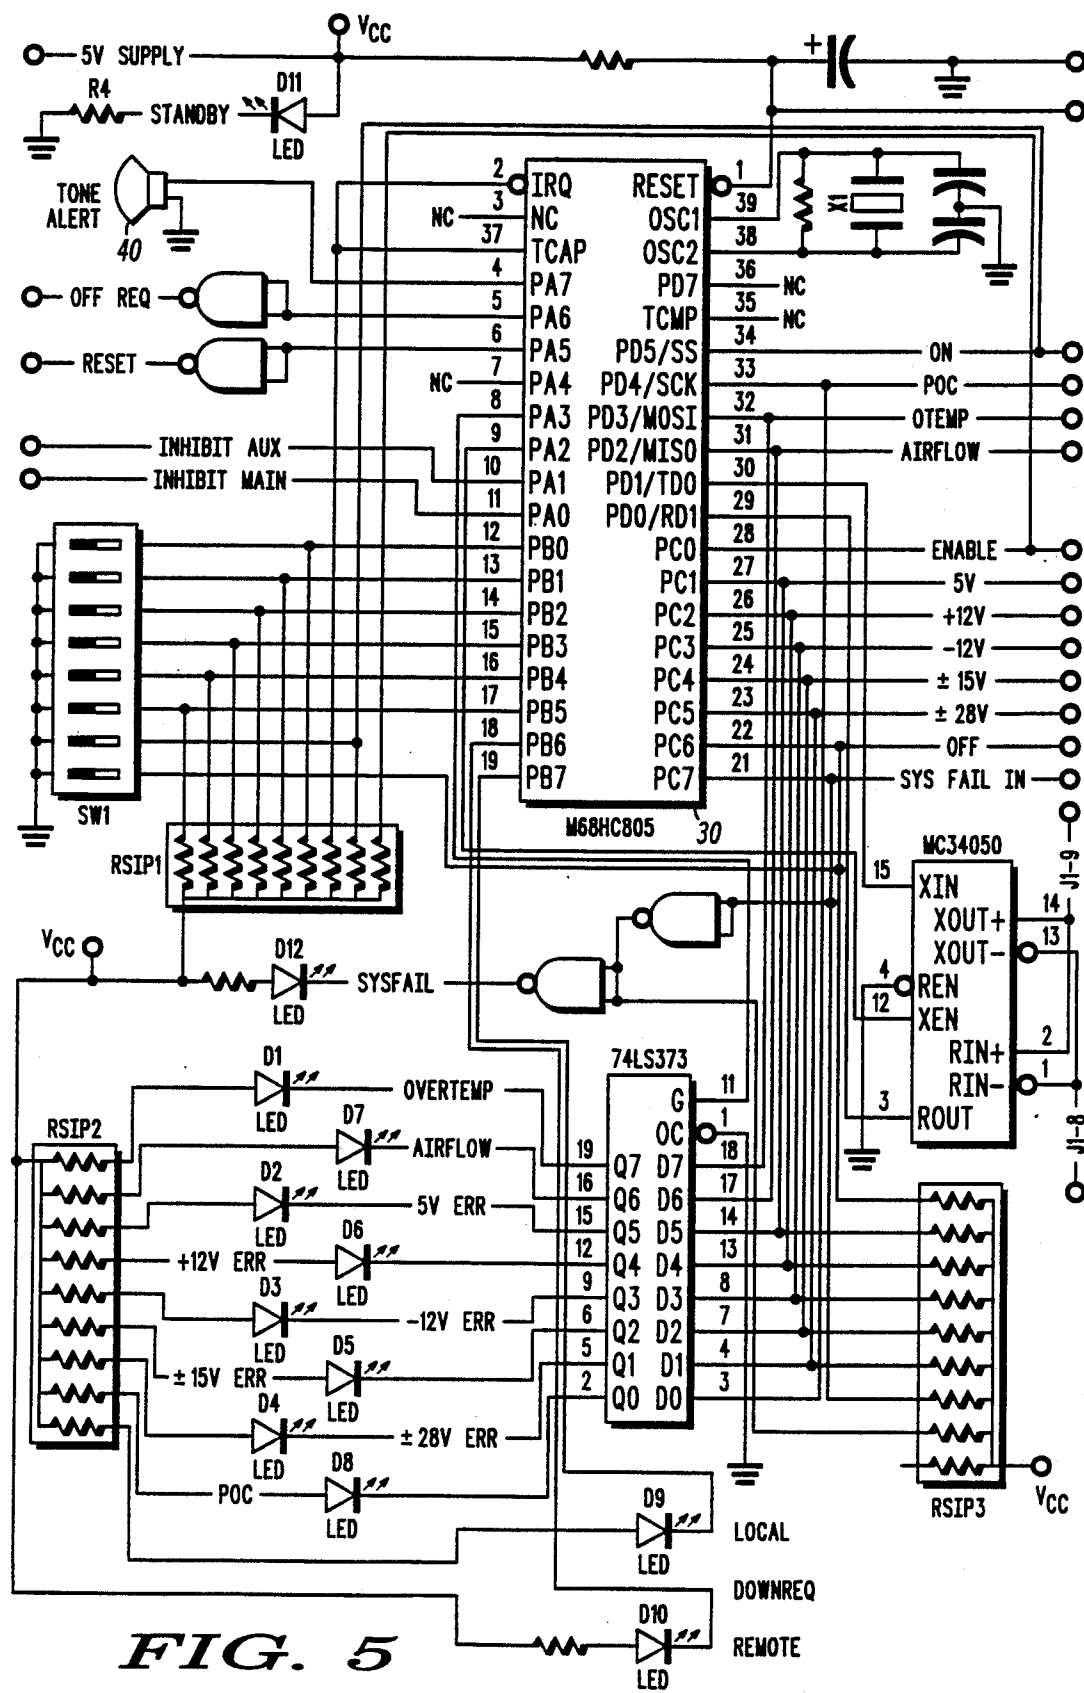 VCC
5V SUPPLY
+
R4
STANDBY
D11
LED
TONE
ALERT
40
2
IRQ
RESET
1
3
NC
NC
OSC1
39
X1
37
TCAP
OSC2
38
4
PA7
PD7
36
NC
OFF REQ
5
PA6
TCMP
35
NC
6
PA5
PD5/SS
34
ON
RESET
7
NC
PA4
PD4/SCK
33
POC
8
PA3
PD3/MOSI
32
OTEMP
INHIBIT AUX
9
PA2
PD2/MISO
31
AIRFLOW
INHIBIT MAIN
10
PA1
PD1/TDO
30
11
PA0
PD0/RD1
29
12
PB0
PC0
28
ENABLE
13
PB1
PC1
27
5V
14
PB2
PC2
26
+12V
15
PB3
PC3
25
-12V
16
PB4
PC4
24
± 15V
17
PB5
PC5
23
± 28V
18
PB6
PC6
22
OFF
19
PB7
PC7
21
SYS FAIL IN
SW1
M68HC805
30
RSIP1
MC34050
J1-9
15
XIN
XOUT+
14
XOUT-
13
4
REN
12
XEN
RIN+
2
RIN-
1
3
ROUT
J1-8
VCC
D12
LED
SYSFAIL
74LS373
D1
LED
OVERTEMP
G
11
OC
1
RSIP2
D7
LED
AIRFLOW
19
Q7
D7
18
D2
LED
5V ERR
16
Q6
D6
17
15
Q5
D5
14
+12V ERR
D6
LED
12
Q4
D4
13
D3
LED
-12V ERR
9
Q3
D3
8
6
Q2
D2
7
± 15V ERR
D5
LED
5
Q1
D1
4
D4
LED
± 28V ERR
2
Q0
D0
3
POC
D8
LED
RSIP3
VCC
D9
LED
LOCAL
DOWNREQ
D10
LED
REMOTE
FIG. 5